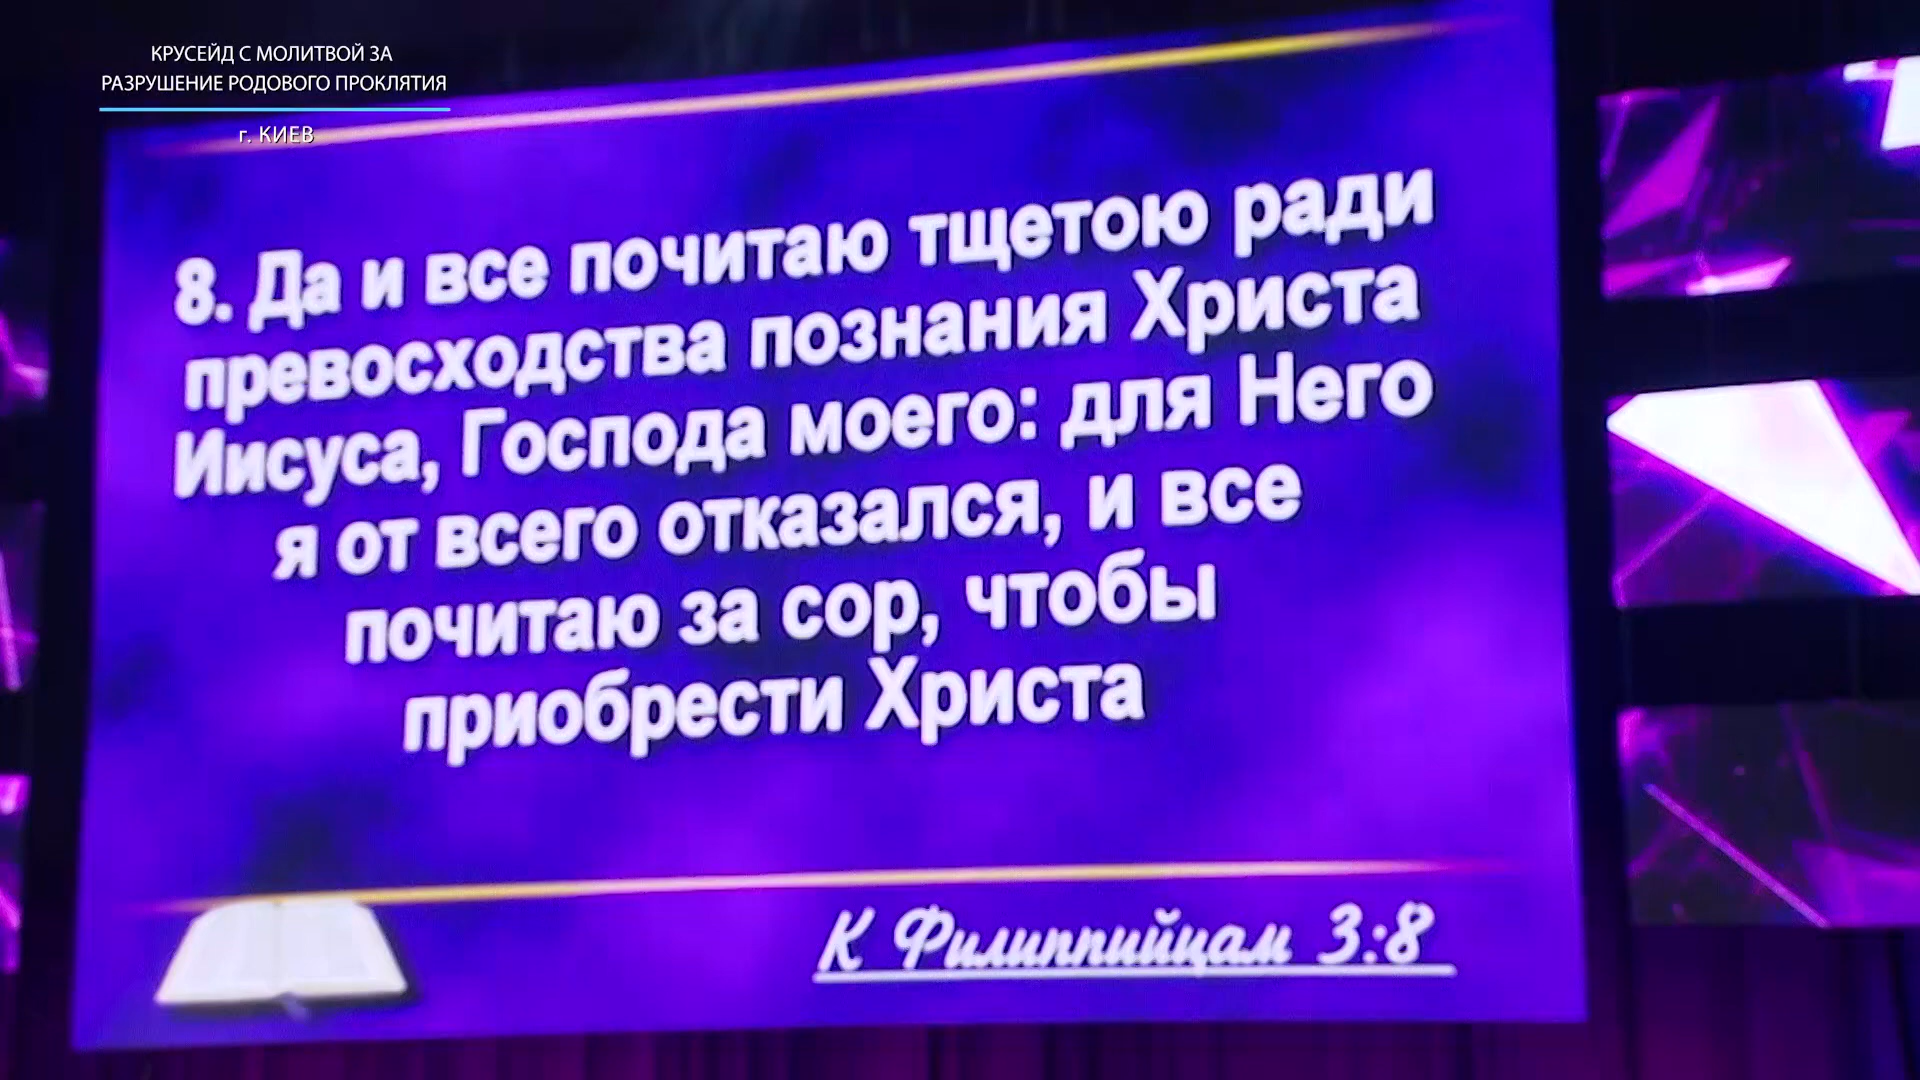 КРУСЕЙД С МОЛИТВОЙ ЗА
РАЗРУШЕНИЕ РОДОВОГО ПРОКЛЯТИЯ
г. КИЕВ
8. Да и все почитаю тщетою ради
превосходства познания Христа
Иисуса, Господа моего: для Него
я от всего отказался, и все
почитаю за сор, чтобы
приобрести Христа
К Филиппийцам 3:8